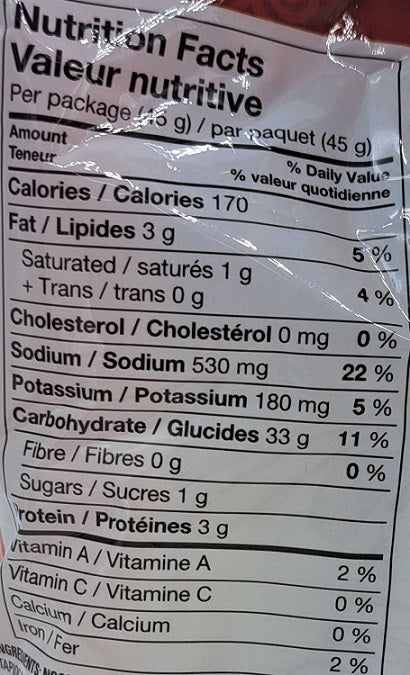 Nutrition Facts
Valeur nutritive
Per package (45 g) / par paquet (45 g)
Amount % Daily Value
Teneur % valeur quotidienne
Calories / Calories 170
Fat / Lipides 3 g 5 %
Saturated / saturés 1 g
+ Trans / trans 0 g 4 %
Cholesterol / Cholestérol 0 mg 0 %
Sodium / Sodium 530 mg 22 %
Potassium / Potassium 180 mg 5 %
Carbohydrate / Glucides 33 g 11 %
Fibre / Fibres 0 g 0 %
Sugars / Sucres 1 g
Protein / Protéines 3 g
Vitamin A / Vitamine A 2 %
Vitamin C / Vitamine C 0 %
Calcium / Calcium 0 %
Iron / Fer 2 %